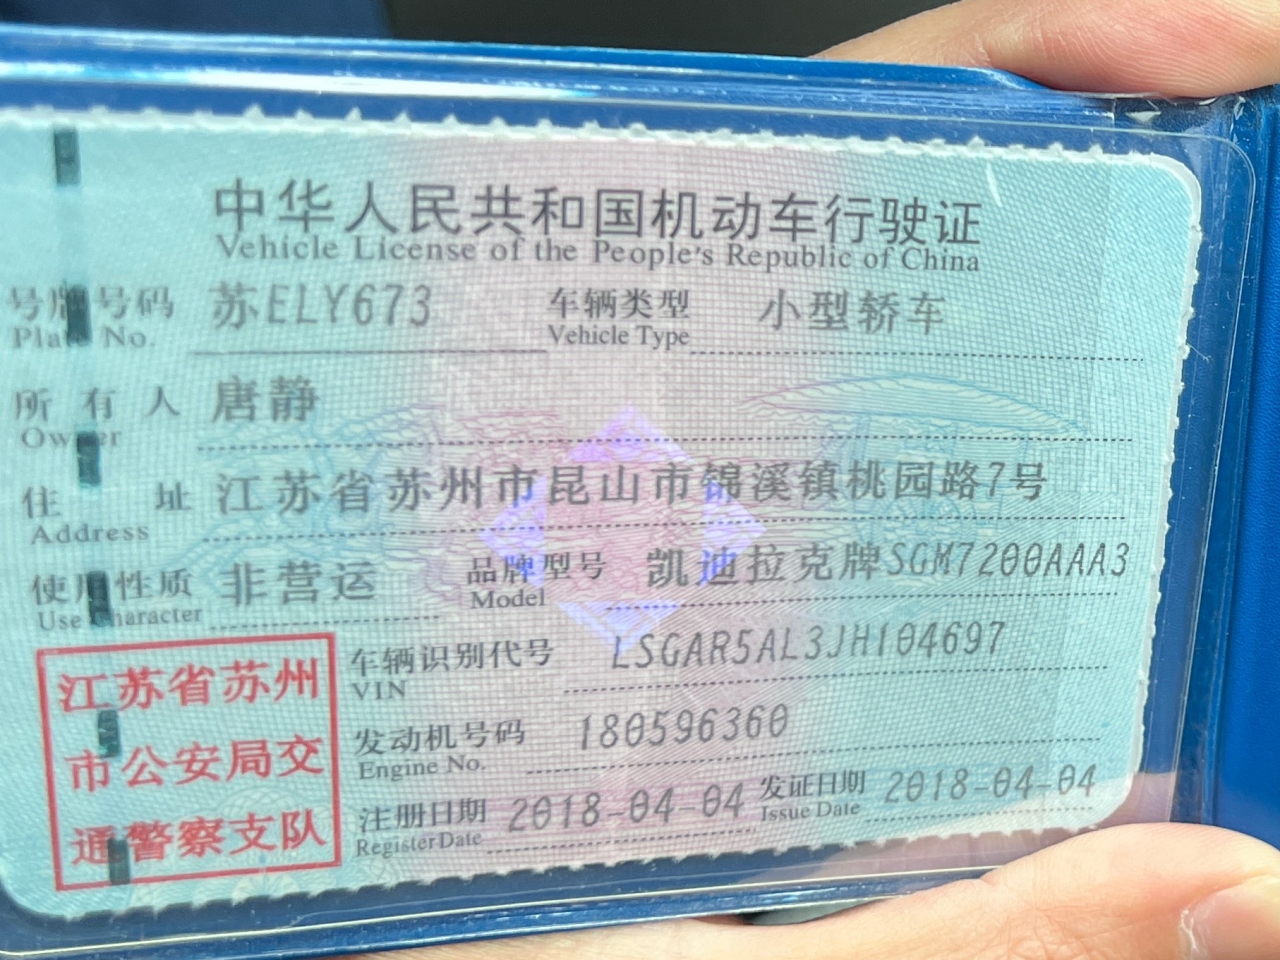 中华人民共和国机动车行驶证
Vehicle License of the People's Republic of China
号牌号码 苏ELY673 车辆类型 小型轿车
Plate No. Vehicle Type
所有人 唐静
Owner
住址 江苏省苏州市昆山市锦溪镇桃园路7号
Address
使用性质 非营运 品牌型号 凯迪拉克牌SGM7200AAA3
Use Character Model
江苏省苏州
市公安局交
通警察支队
车辆识别代号 LSGAR5AL3JH104697
VIN
发动机号码 180596360
Engine No.
注册日期 2018-04-04 发证日期 2018-04-04
Register Date Issue Date